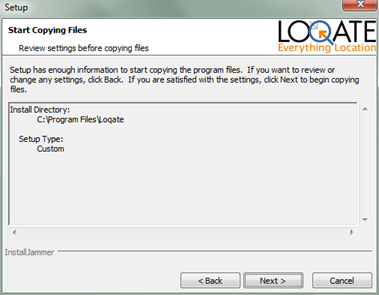 Setup
Start Copying Files
Review settings before copying files
LOQATE
Everything Location
Setup has enough information to start copying the program files. If you want to review
or change any settings, click Back. If you are satisfied with the settings, click Next to begin copying
files.
Install Directory:
C:\Program Files\Loqate
Setup Type:
Custom
InstallJammer
< Back
Next >
Cancel